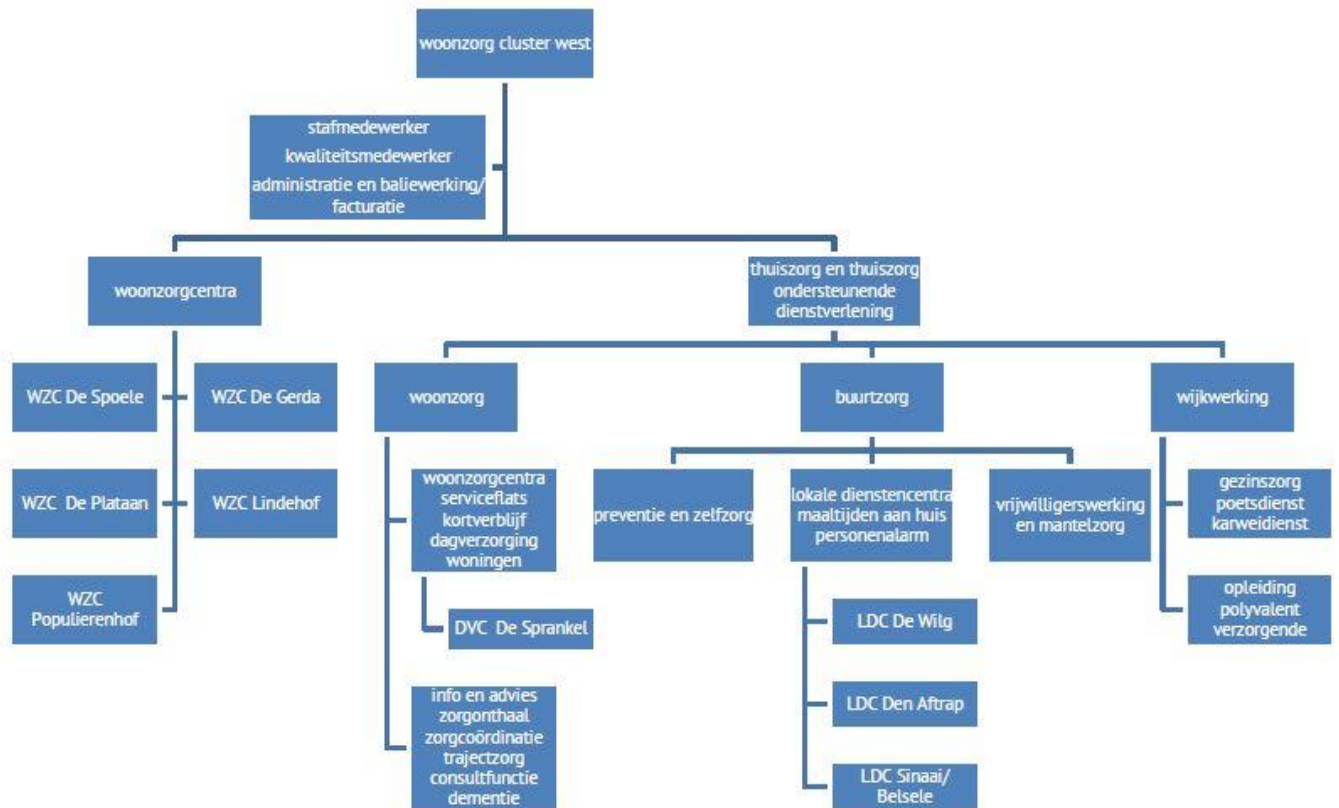 woonzorg cluster west
stafmedewerker
kwaliteitsmedewerker
administratie en baliewerking/
facturatie
woonzorgcentra
thuiszorg en thuiszorg
ondersteunende
dienstverlening
WZC De Spoele
WZC De Gerda
WZC De Plataan
WZC Lindehof
WZC
Populierenhof
woonzorg
woonzorgcentra
serviceflats
kortverblijf
dagverzorging
woningen
DVC De Sprankel
info en advies
zorgonthaal
zorgcoördinatie
trajectzorg
consultfunctie
dementie
buurtzorg
preventie en zelfzorg
lokale dienstencentra
maaltijden aan huis
personenalarm
LDC De Wilg
LDC Den Aftrap
LDC Sinaai/
Belsele
vrijwilligerswerking
en mantelzorg
wijkwerking
gezinszorg
poetsdienst
karweidienst
opleiding
polyvalent
verzorgende